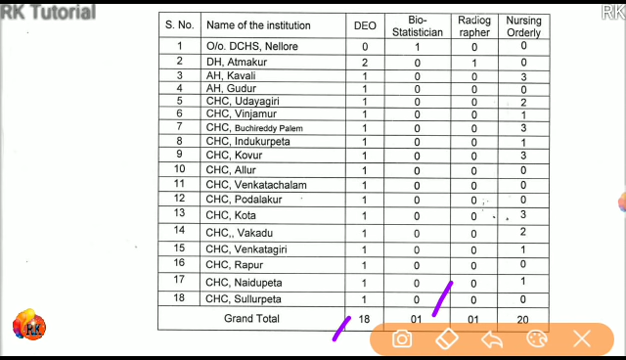 RK Tutorial
RK
S. No. Name of the institution DEO Bio-Statistician Radiog rapher Nursing Orderly
1 O/o. DCHS, Nellore 0 1 0 0
2 DH, Atmakur 2 0 1 0
3 AH, Kavali 1 0 0 3
4 AH, Gudur 1 0 0 0
5 CHC, Udayagiri 1 0 0 2
6 CHC, Vinjamur 1 0 0 1
7 CHC, Buchireddy Palem 1 0 0 3
8 CHC, Indukurpeta 1 0 0 1
9 CHC, Kovur 1 0 0 3
10 CHC, Allur 1 0 0 0
11 CHC, Venkatachalam 1 0 0 0
12 CHC, Podalakur 1 0 0 0
13 CHC, Kota 1 0 0 3
14 CHC,, Vakadu 1 0 0 2
15 CHC, Venkatagiri 1 0 0 1
16 CHC, Rapur 1 0 0 0
17 CHC, Naidupeta 1 0 0 1
18 CHC, Sullurpeta 1 0 0 0
Grand Total 18 01 01 20
RK